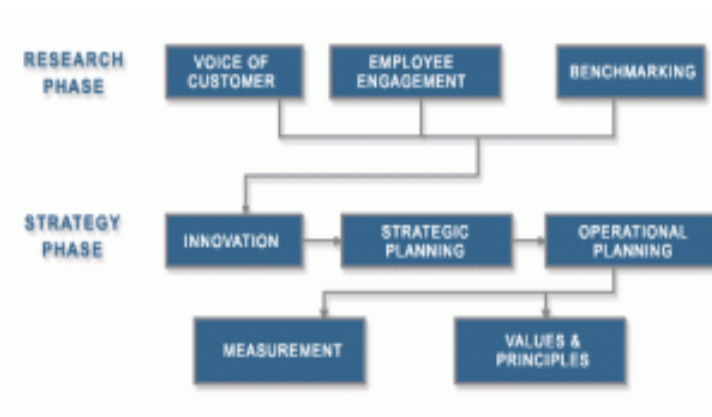 RESEARCH
PHASE
VOICE OF
CUSTOMER
EMPLOYEE
ENGAGEMENT
BENCHMARKING
STRATEGY
PHASE
INNOVATION
STRATEGIC
PLANNING
OPERATIONAL
PLANNING
MEASUREMENT
VALUES &
PRINCIPLES